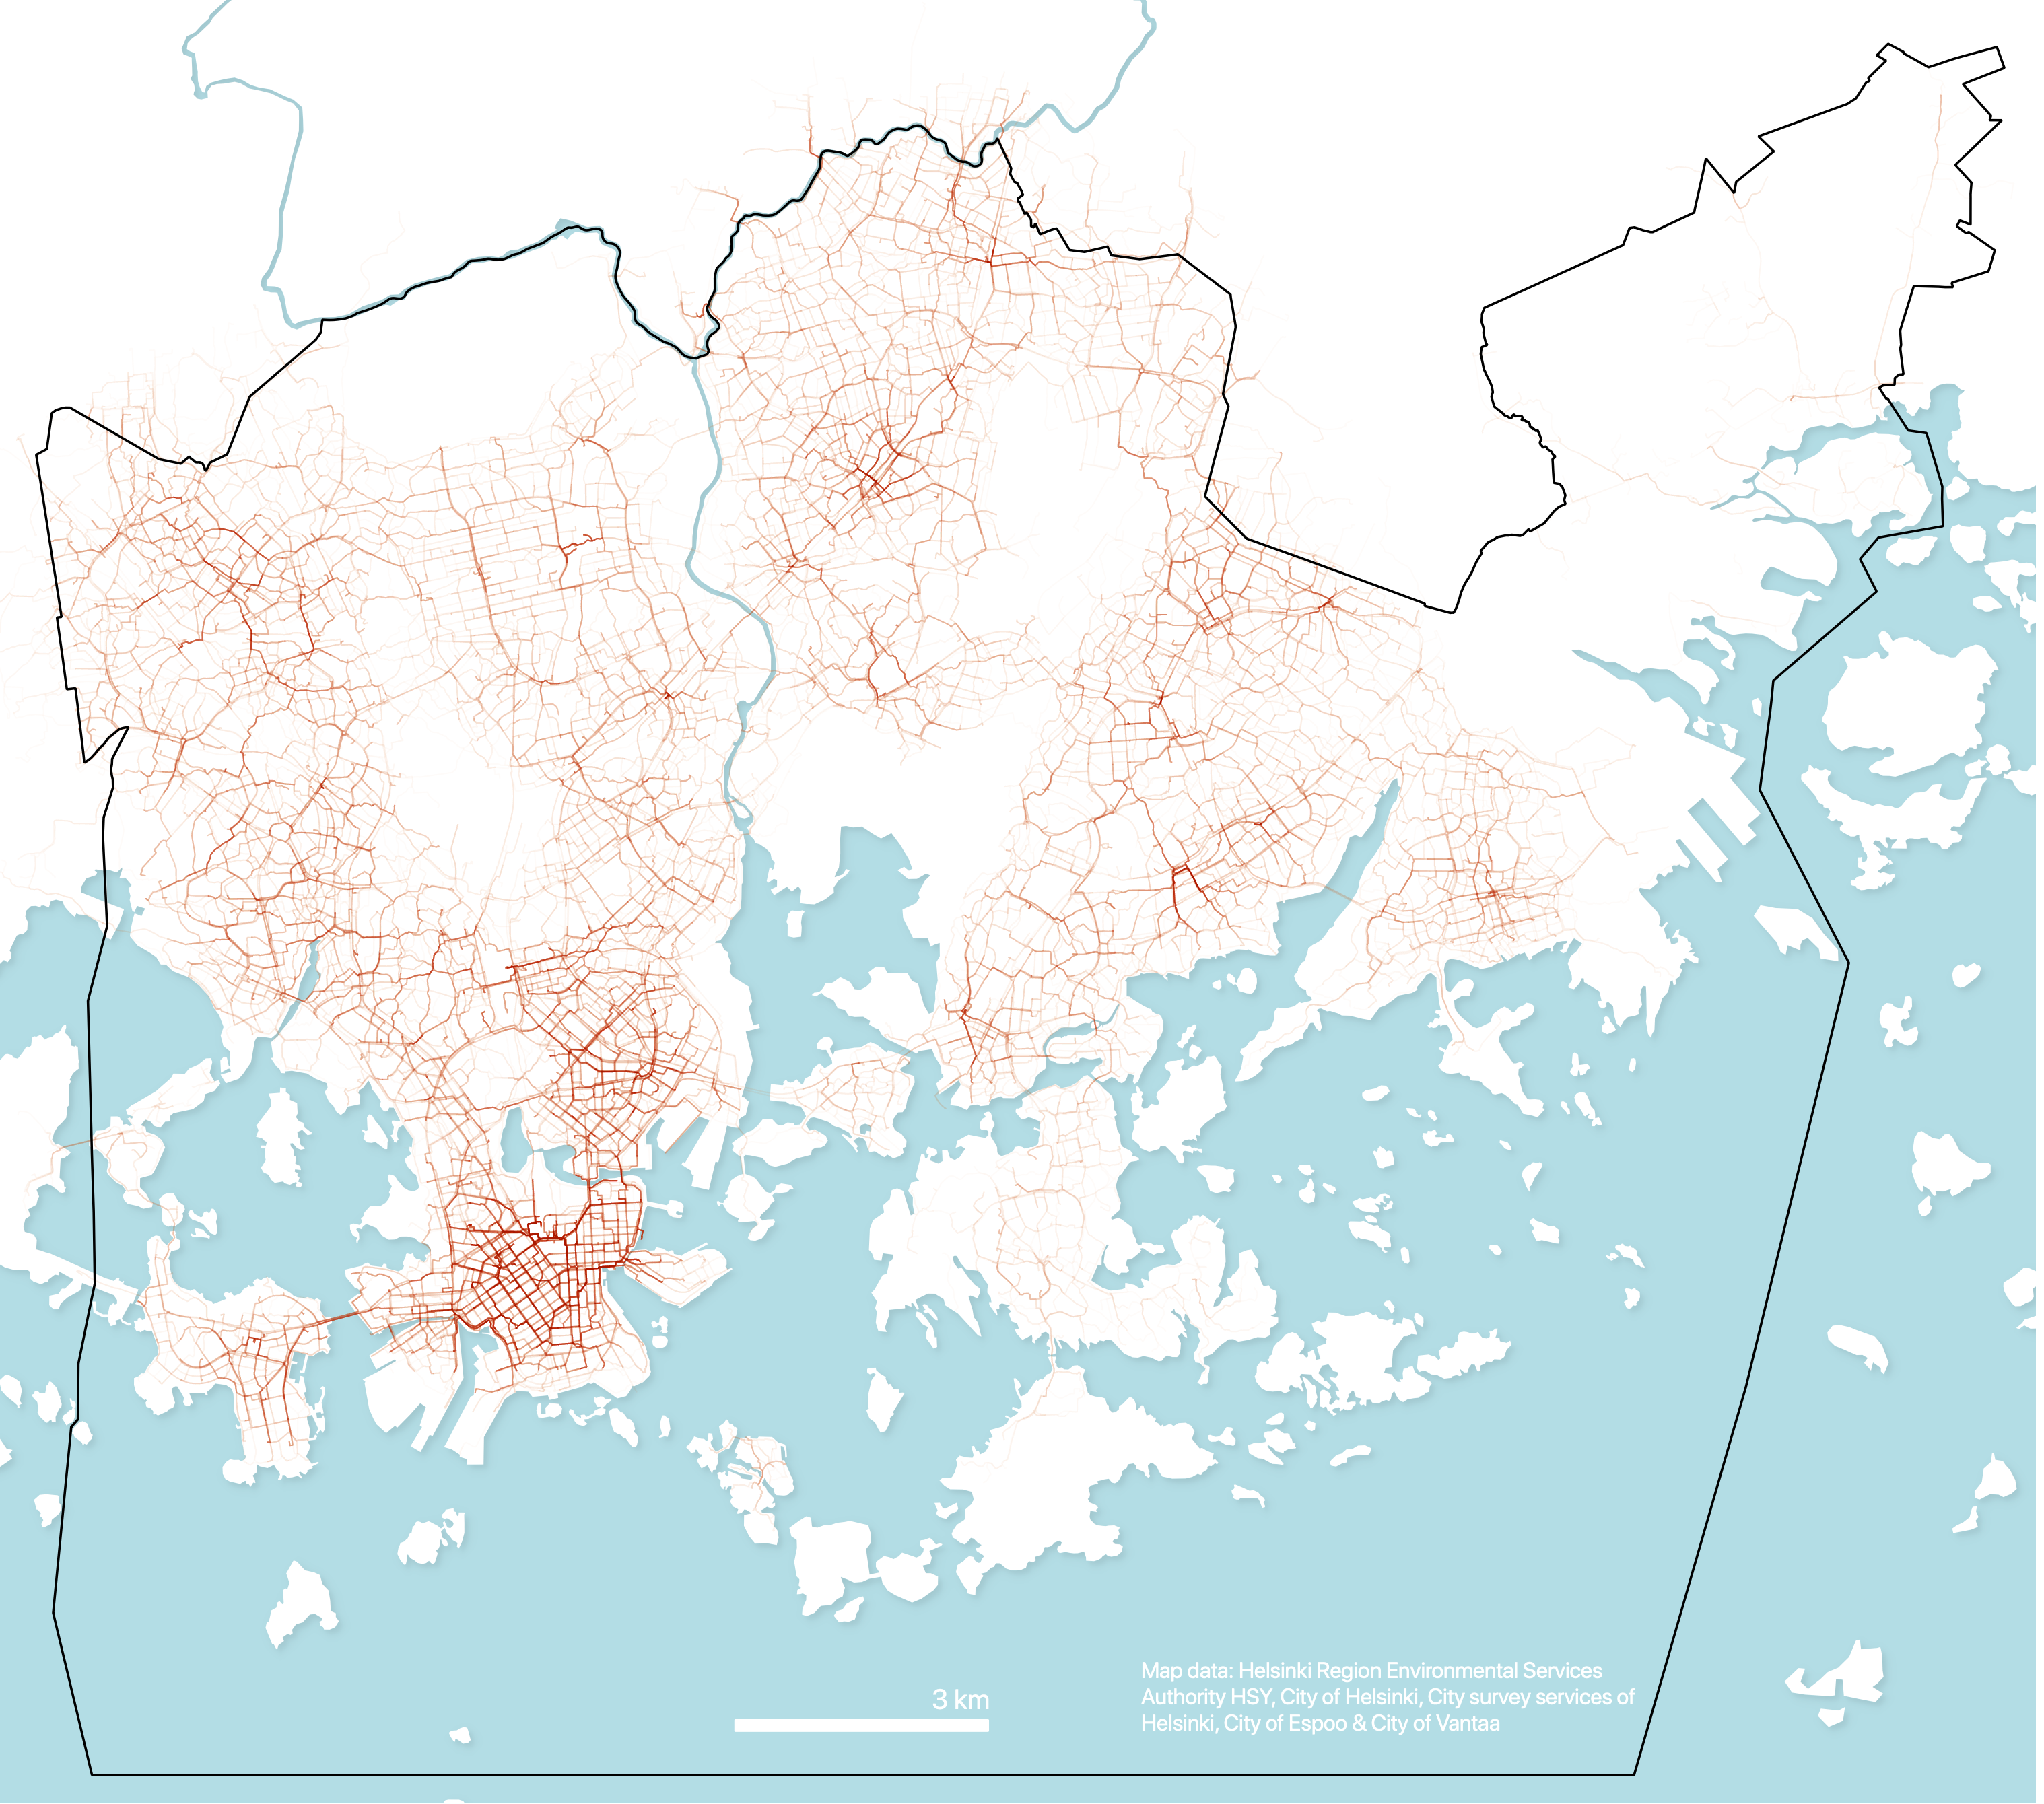 3 km
Map data: Helsinki Region Environmental Services
Authority HSY, City of Helsinki, City survey services of
Helsinki, City of Espoo & City of Vantaa